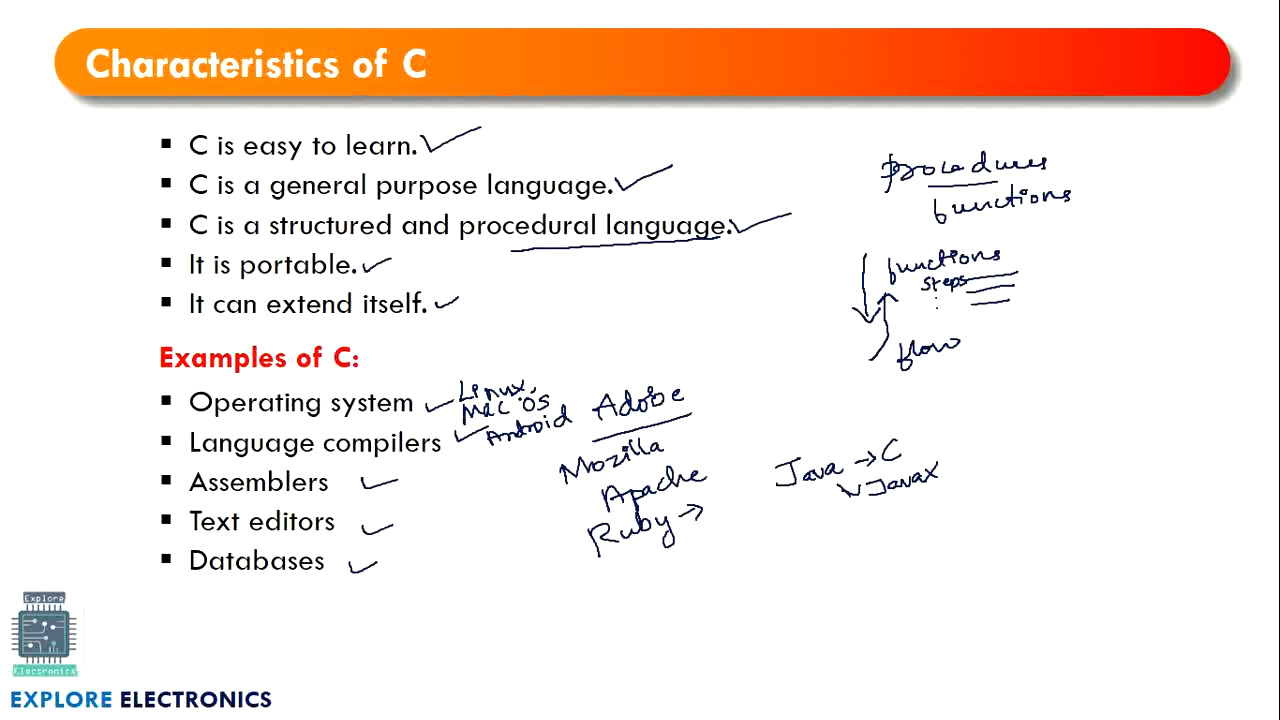 Characteristics of C
▪ C is easy to learn.
▪ C is a general purpose language.
▪ C is a structured and procedural language.
▪ It is portable.
▪ It can extend itself.
Examples of C:
▪ Operating system
▪ Language compilers
▪ Assemblers
▪ Text editors
▪ Databases
Procedures
functions
functions
steps
flow
Linux,
Mac OS
Android
Adobe
Mozilla
Apache
Ruby →
Java → C
Explore
Electronics
EXPLORE ELECTRONICS